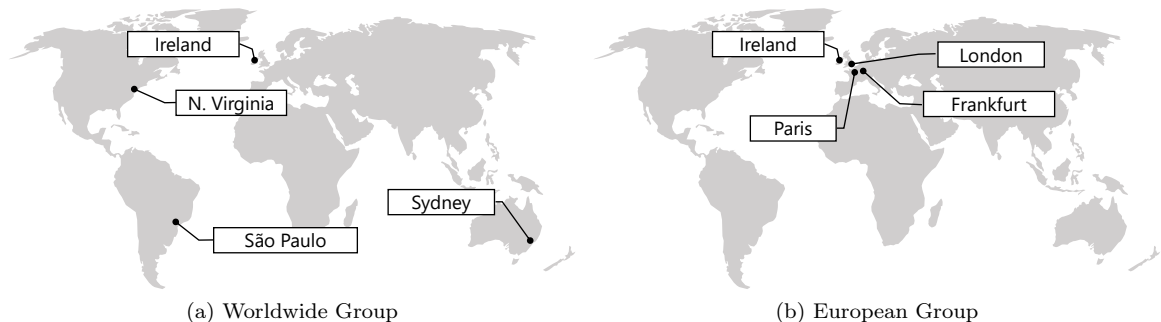 Ireland
N. Virginia
Sydney
São Paulo
(a) Worldwide Group
Ireland
London
Frankfurt
Paris
(b) European Group